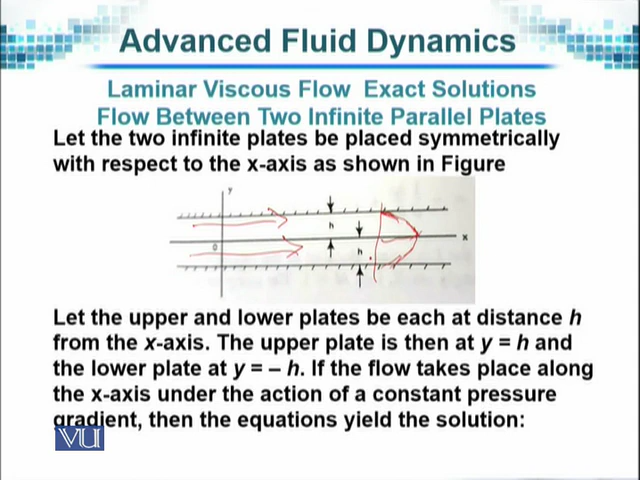 Advanced Fluid Dynamics
Laminar Viscous Flow Exact Solutions
Flow Between Two Infinite Parallel Plates
Let the two infinite plates be placed symmetrically
with respect to the x-axis as shown in Figure
y
h
x
0
h
Let the upper and lower plates be each at distance h
from the x-axis. The upper plate is then at y = h and
the lower plate at y = – h. If the flow takes place along
the x-axis under the action of a constant pressure
gradient, then the equations yield the solution:
VU